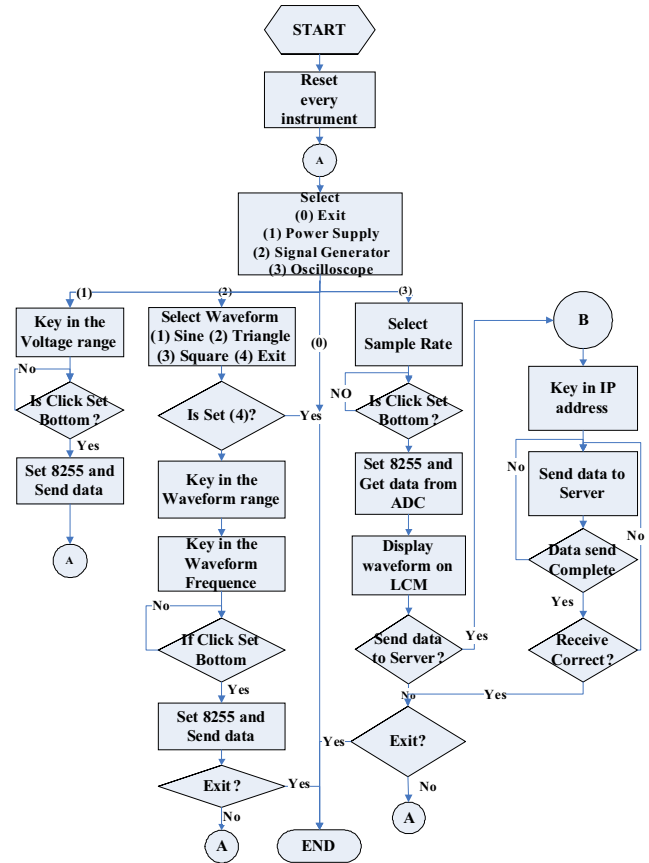 START
Reset
every
instrument
A
Select
(0) Exit
(1) Power Supply
(2) Signal Generator
(3) Oscilloscope
(1)
(2)
(0)
(3)
Key in the
Voltage range
No
Is Click Set
Bottom ?
Yes
Set 8255 and
Send data
A
Select Waveform
(1) Sine (2) Triangle
(3) Square (4) Exit
Is Set (4)?
Yes
Key in the
Waveform range
Key in the
Waveform
Frequence
No
If Click Set
Bottom
Yes
Set 8255 and
Send data
Exit ?
Yes
No
A
END
Select
Sample Rate
NO
Is Click Set
Bottom ?
Set 8255 and
Get data from
ADC
Display
waveform on
LCM
Send data
to Server ?
Yes
No
Exit?
Yes
No
A
B
Key in IP
address
No
Send data to
Server
Data send
Complete
No
Yes
Receive
Correct ?
Yes